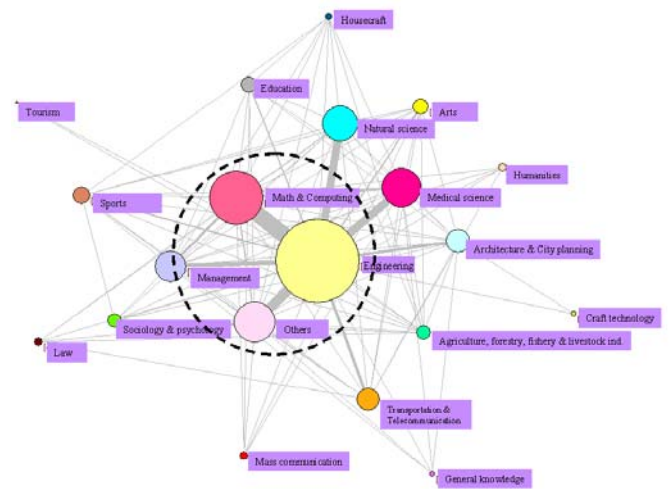 Housecraft
Education
Tourism
Arts
Natural science
Humanities
Math & Computing
Medical science
Sports
Architecture & City planning
Engineering
Management
Craft technology
Sociology & psychology
Others
Agriculture, forestry, fishery & livestock ind.
Law
Transportation &
Telecommunication
Mass communication
General knowledge